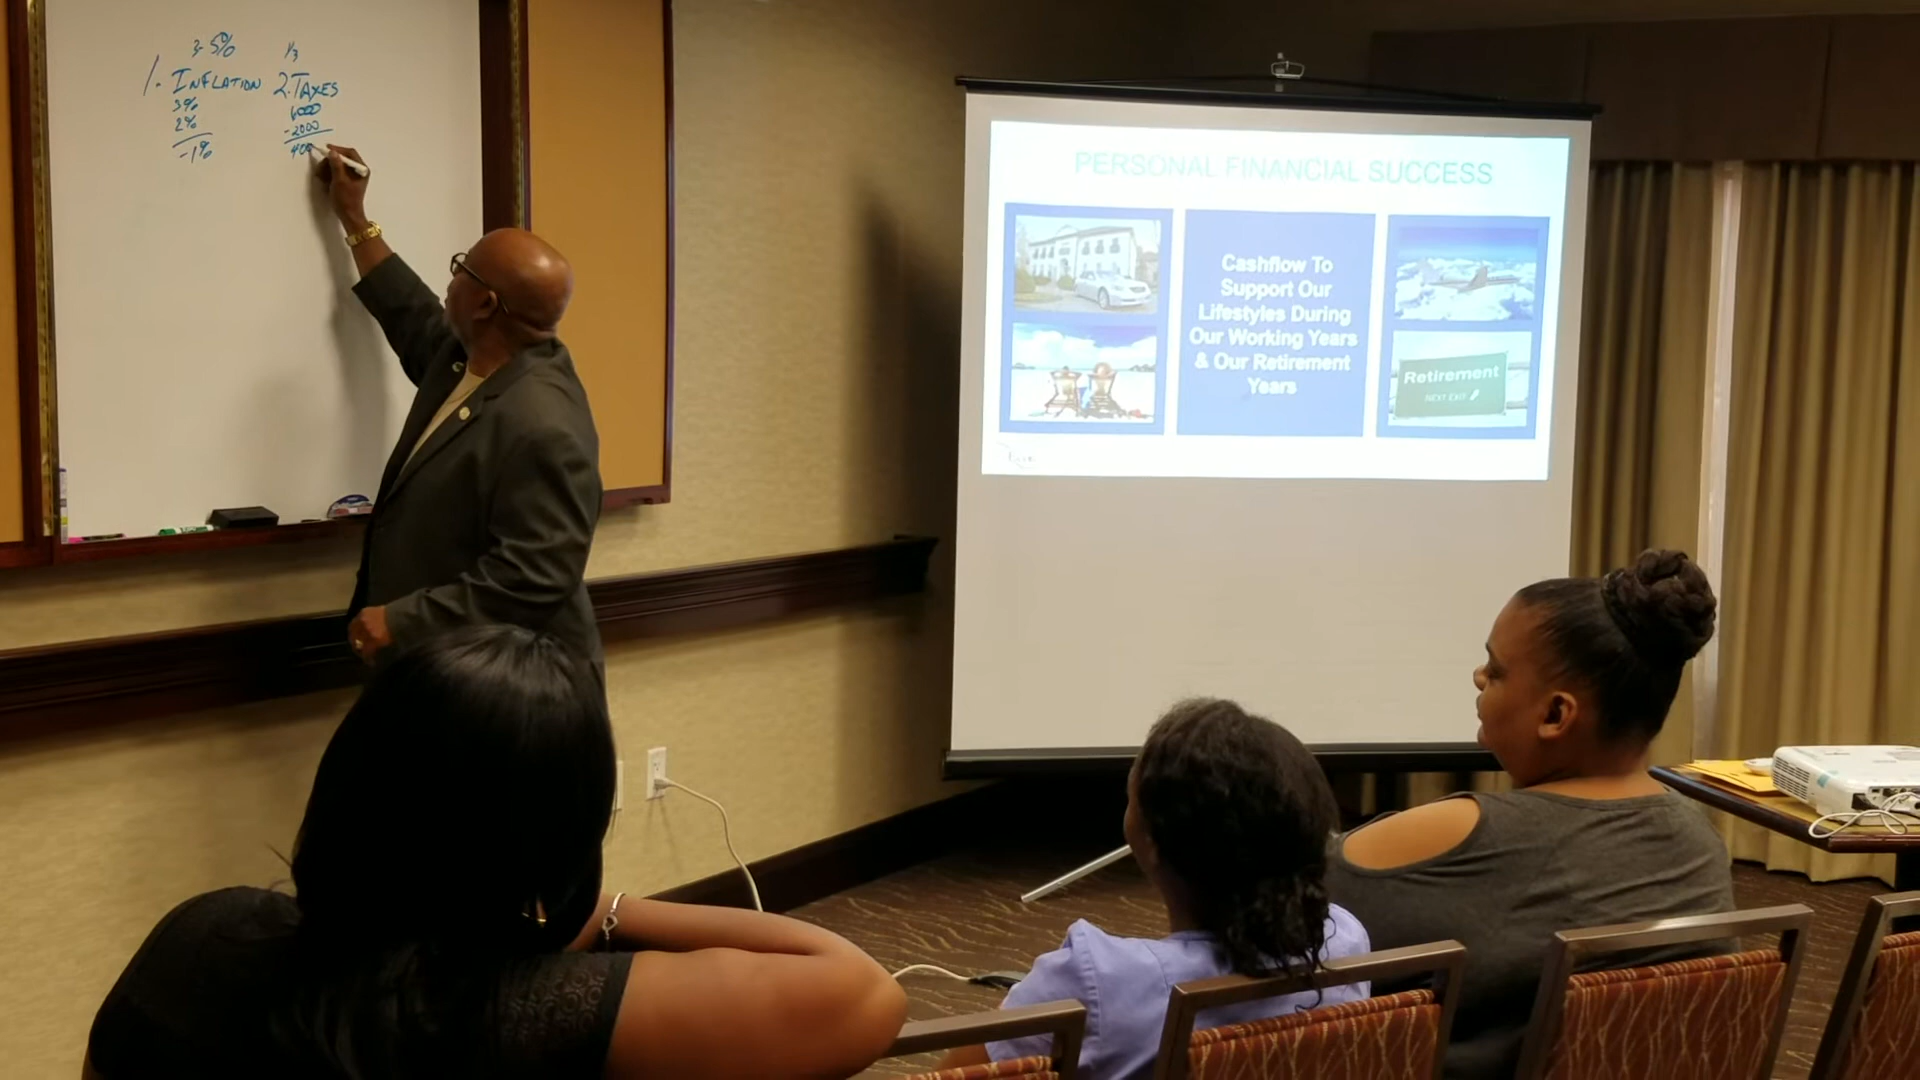 3-5%
1/3
1. INFLATION
2. TAXES
3%
2%
-1%
6000
-2000
400
PERSONAL FINANCIAL SUCCESS
Cashflow To
Support Our
Lifestyles During
Our Working Years
& Our Retirement
Years
Retirement
NEXT EXIT